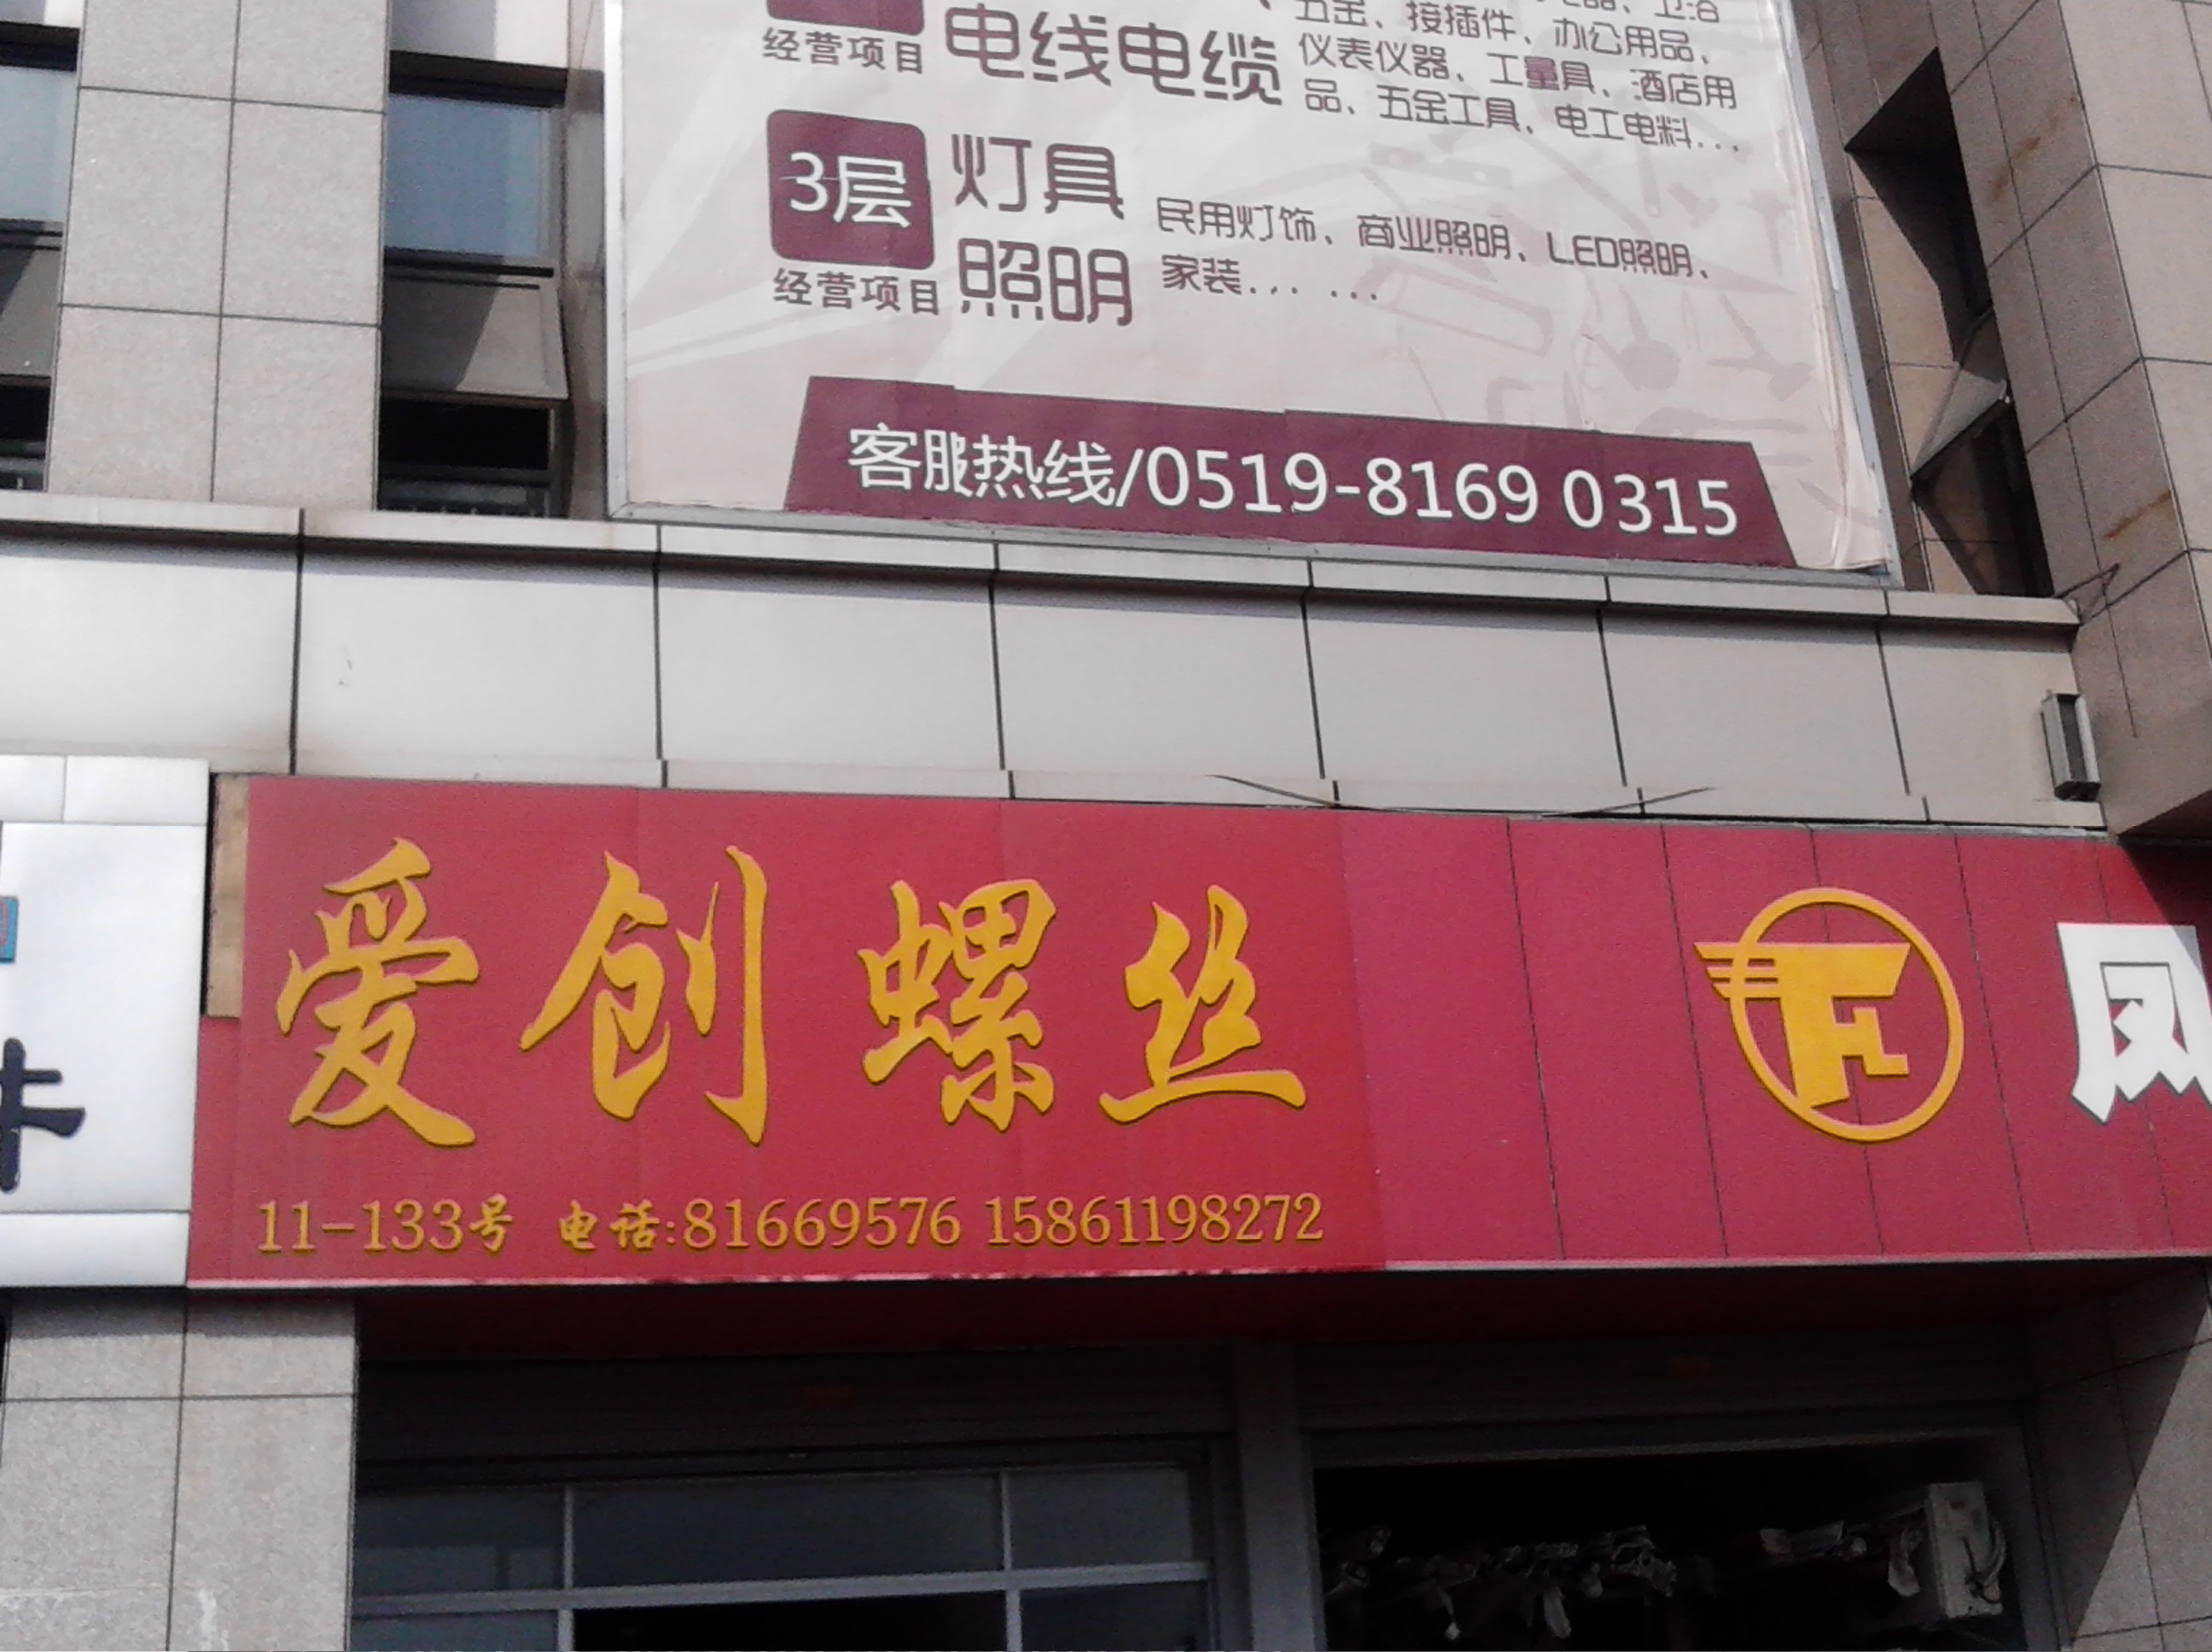 经营项目 电线电缆
五金、接插件、办公用品、
仪表仪器、工量具、酒店用
品、五金工具、电工电料...
3层 灯具
照明
经营项目
民用灯饰、商业照明、LED照明、
家装... ...
客服热线/0519-8169 0315
爱创螺丝
11-133号 电话:81669576 15861198272